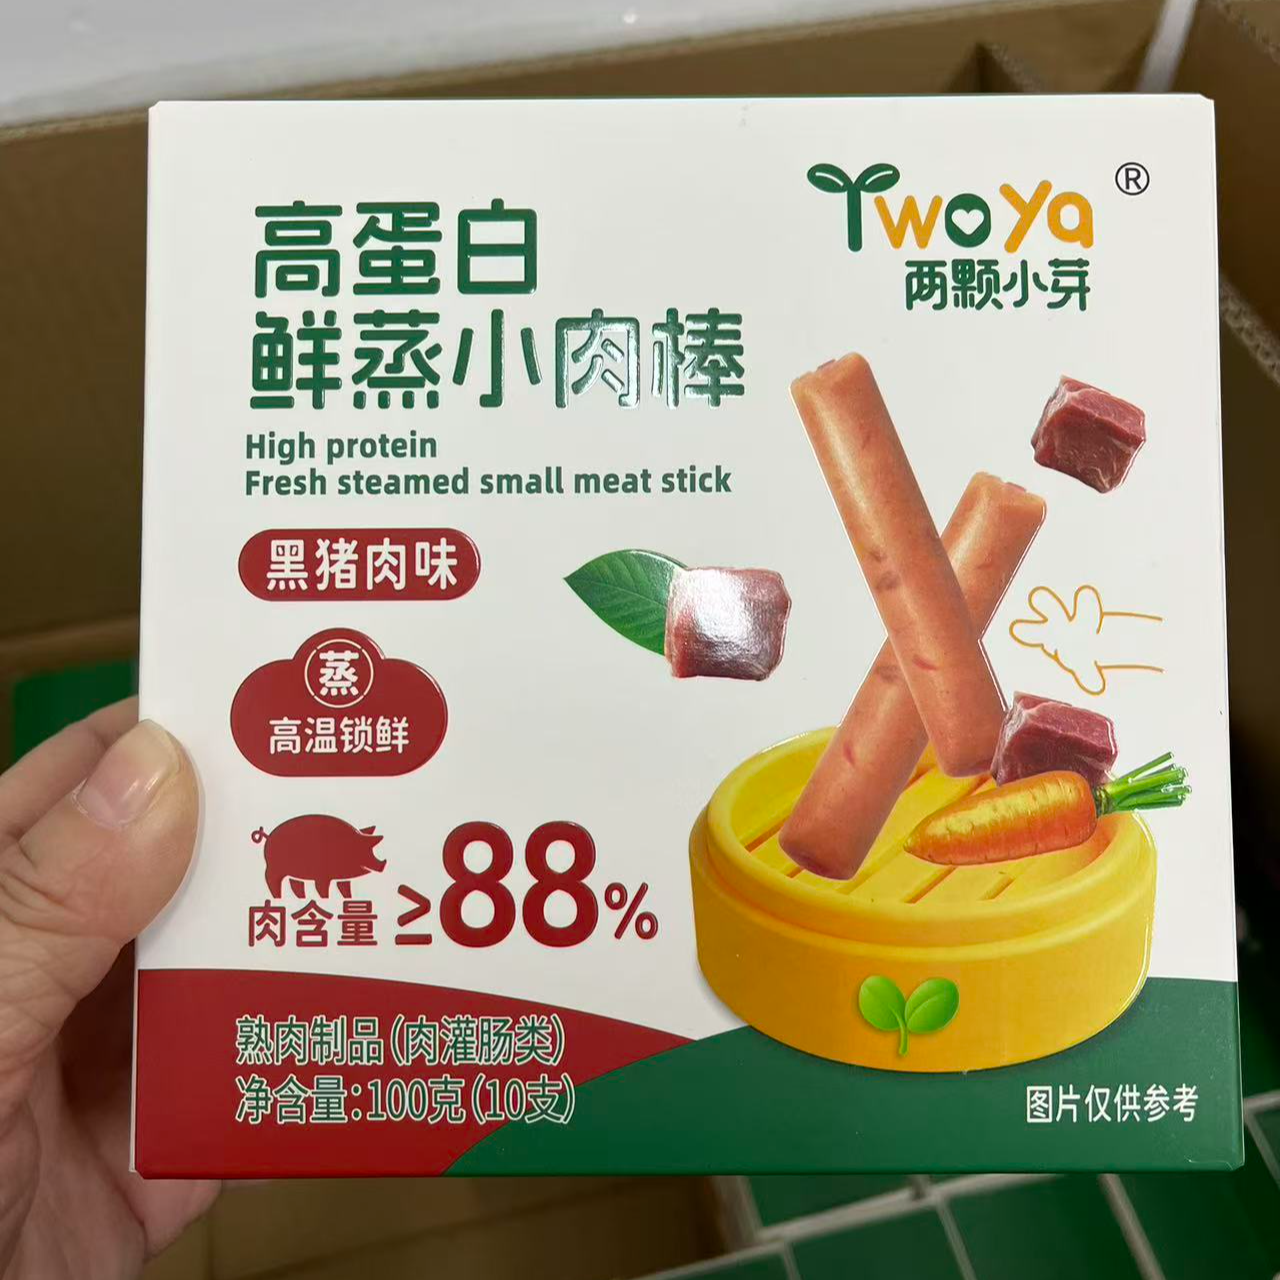 Twoya®
两颗小芽
高蛋白
鲜蒸小肉棒
High protein
Fresh steamed small meat stick
黑猪肉味
蒸
高温锁鲜
肉含量≥88%
熟肉制品(肉灌肠类)
净含量:100克(10支)
图片仅供参考